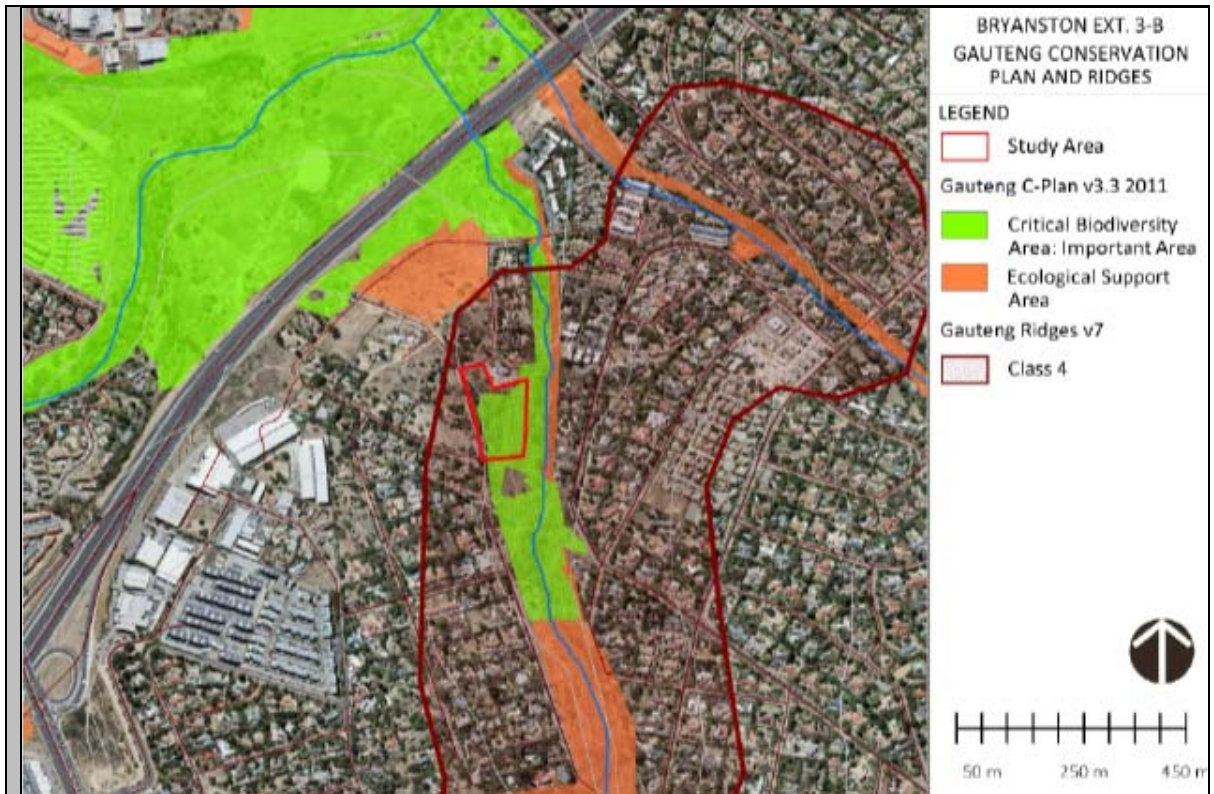 BRYANSTON EXT. 3-B
GAUTENG CONSERVATION
PLAN AND RIDGES
LEGEND
Study Area
Gauteng C-Plan v3.3 2011
Critical Biodiversity
Area: Important Area
Ecological Support
Area
Gauteng Ridges v7
Class 4
50 m 250 m 450 m